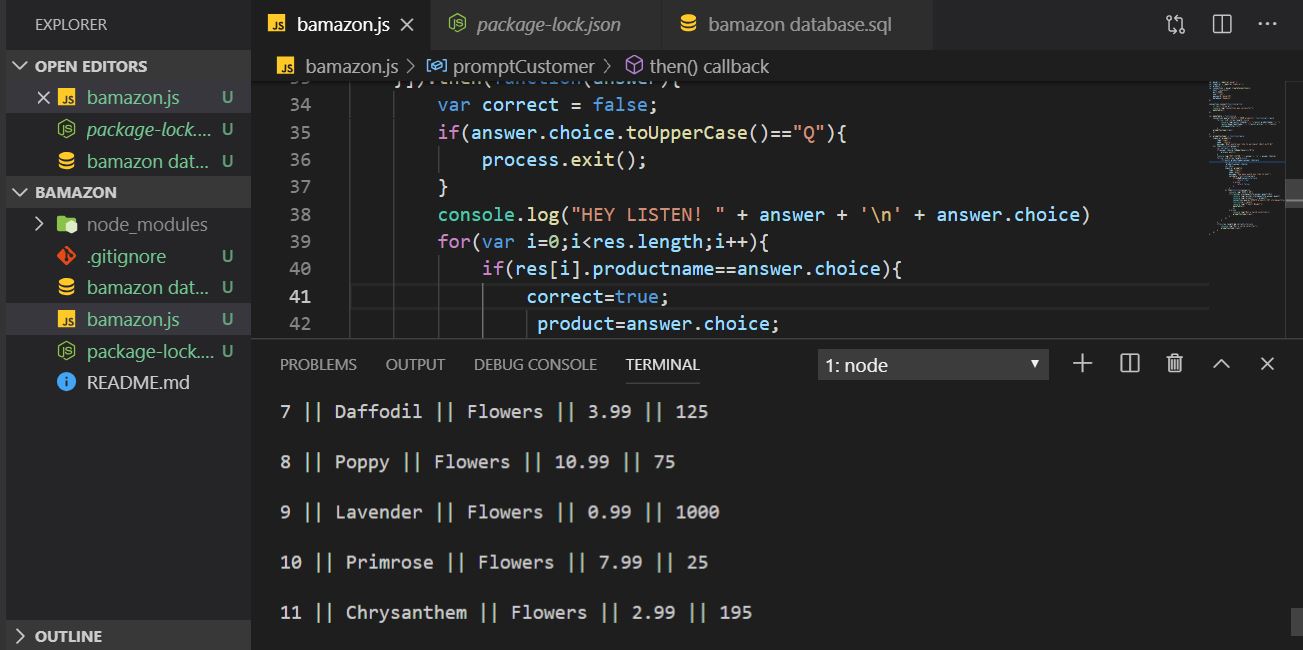 EXPLORER
OPEN EDITORS
JS bamazon.js U
package-lock.... U
bamazon dat... U
BAMAZON
node_modules
.gitignore U
bamazon dat... U
JS bamazon.js U
package-lock.... U
README.md
OUTLINE
JS bamazon.js
package-lock.json
bamazon database.sql
JS bamazon.js > promptCustomer > then() callback
34 var correct = false;
35 if(answer.choice.toUpperCase()=="Q"){
36 process.exit();
37 }
38 console.log("HEY LISTEN! " + answer + '\n' + answer.choice)
39 for(var i=0;i<res.length;i++){
40 if(res[i].productname==answer.choice){
41 correct=true;
42 product=answer.choice;
PROBLEMS OUTPUT DEBUG CONSOLE TERMINAL 1: node
7 || Daffodil || Flowers || 3.99 || 125
8 || Poppy || Flowers || 10.99 || 75
9 || Lavender || Flowers || 0.99 || 1000
10 || Primrose || Flowers || 7.99 || 25
11 || Chrysanthem || Flowers || 2.99 || 195